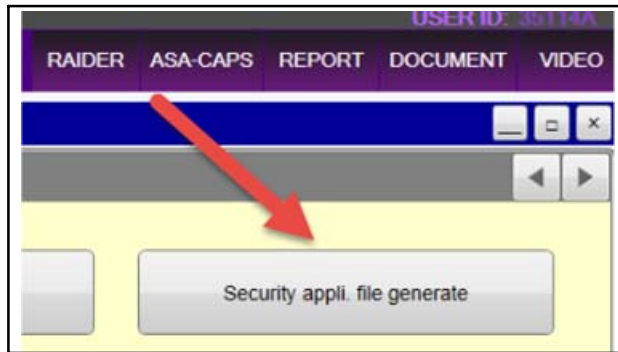 USER ID: 35114A
RAIDER ASA-CAPS REPORT DOCUMENT VIDEO
Security appli. file generate